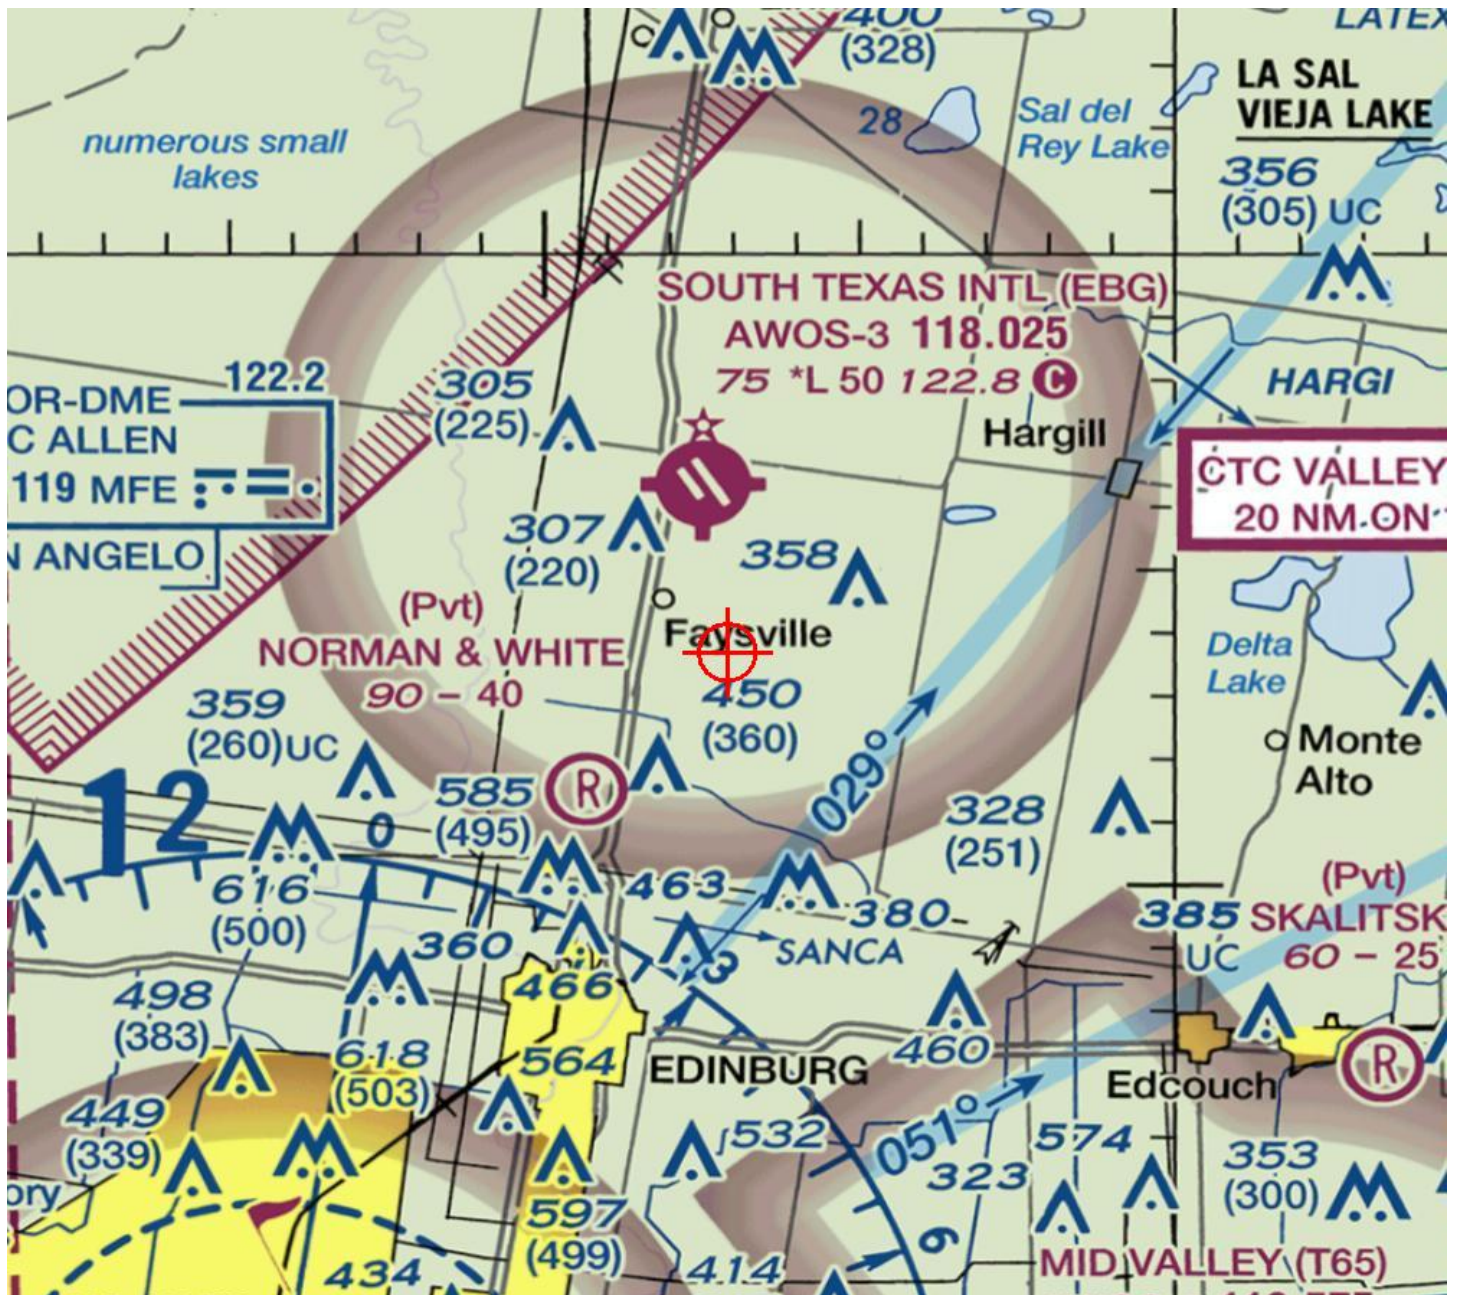 400
(328)
LATEX
LA SAL
VIEJA LAKE
28
Sal del
Rey Lake
numerous small
lakes
356
(305) UC
SOUTH TEXAS INTL (EBG)
AWOS-3 118.025
75 *L 50 122.8 C
122.2
OR-DME
C ALLEN
119 MFE
N ANGELO
305
(225)
HARGI
Hargill
CTC VALLEY
20 NM ON
307
(220)
358
(Pvt)
NORMAN & WHITE
90 – 40
Faysville
450
(360)
Delta
Lake
359
(260)UC
Monte
Alto
12
0
585
(495)
R
029°
328
(251)
616
(500)
463
380
(Pvt)
385
UC
SKALITSK
60 – 25
360
SANCA
3
466
498
(383)
618
(503)
564
EDINBURG
460
Edcouch
R
449
(339)
532
051°
574
323
353
(300)
ory
597
(499)
6
434
414
MID VALLEY (T65)